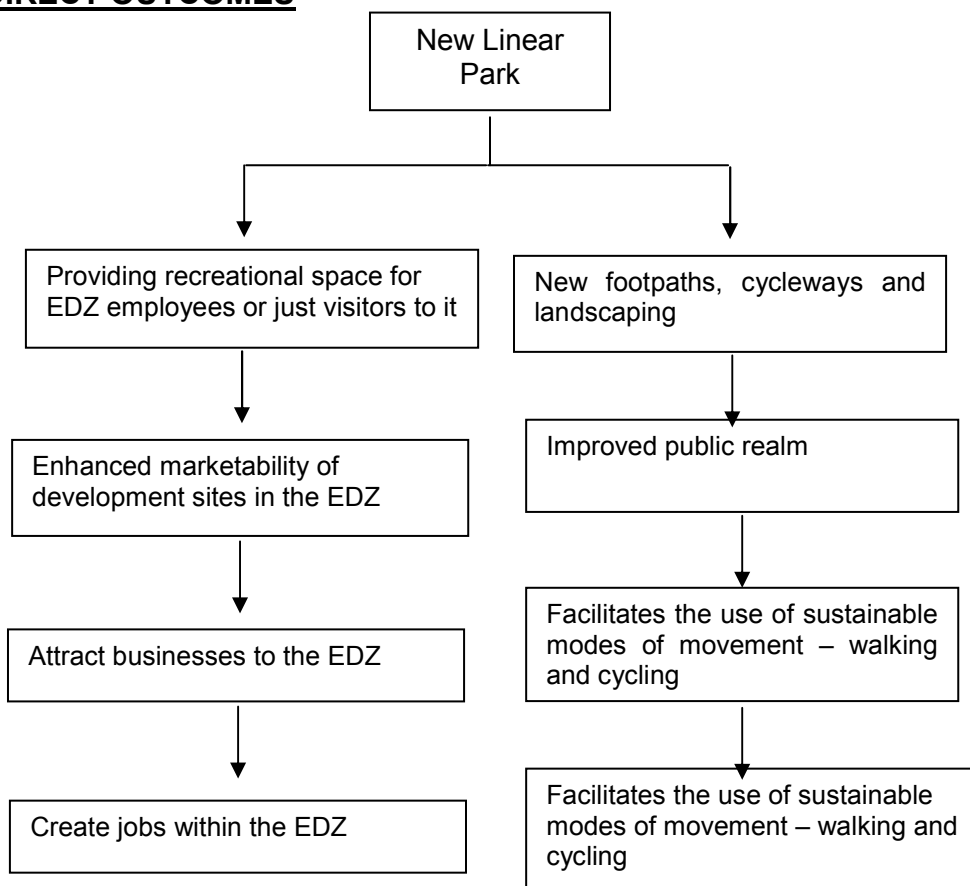 DIRECT OUTCOMES
New Linear
Park
Providing recreational space for
EDZ employees or just visitors to it
New footpaths, cycleways and
landscaping
Enhanced marketability of
development sites in the EDZ
Improved public realm
Attract businesses to the EDZ
Facilitates the use of sustainable
modes of movement – walking
and cycling
Create jobs within the EDZ
Facilitates the use of sustainable
modes of movement – walking and
cycling